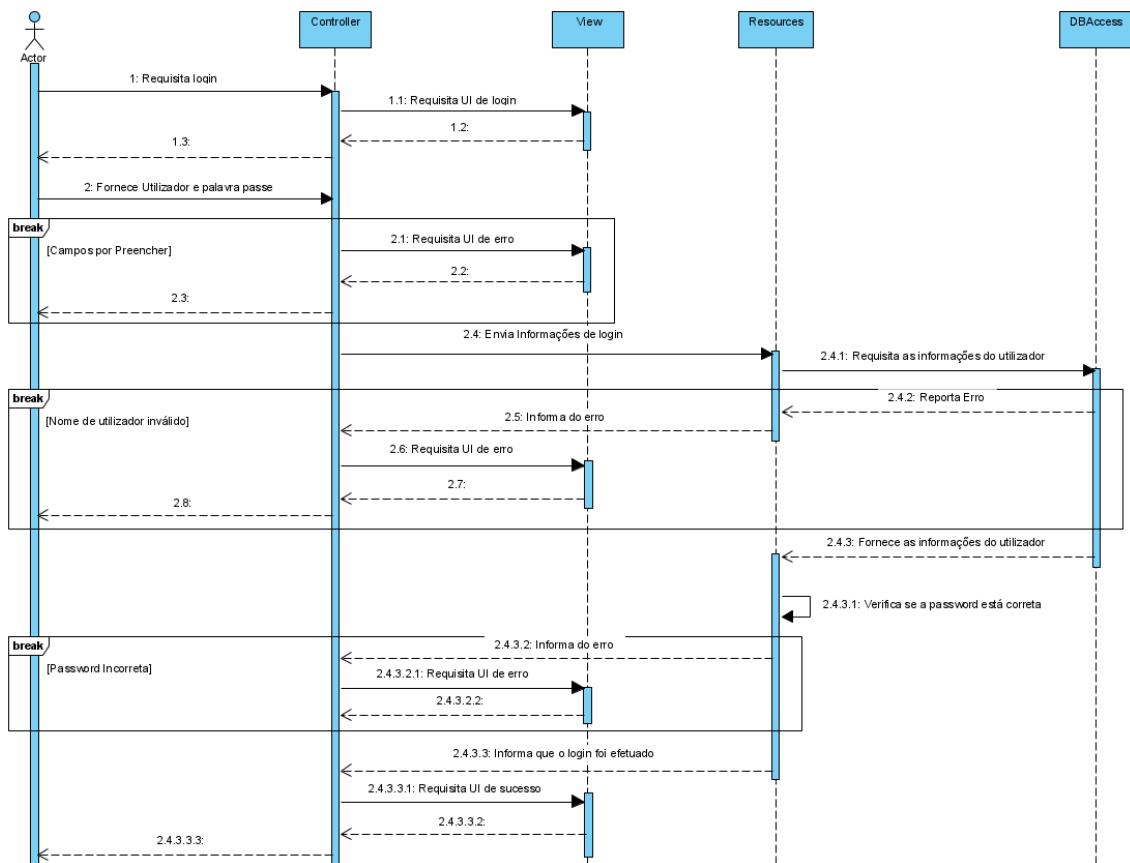 Controller
View
Resources
DBAccess
Actor
1: Requisita login
1.1: Requisita UI de login
1.2:
1.3:
2: Fornece Utilizador e palavra passe
break
[Campos por Preencher]
2.1: Requisita UI de erro
2.2:
2.3:
2.4: Envia Informações de login
2.4.1: Requisita as informações do utilizador
break
[Nome de utilizador inválido]
2.4.2: Reporta Erro
2.5: Informa do erro
2.6: Requisita UI de erro
2.7:
2.8:
2.4.3: Fornece as informações do utilizador
2.4.3.1: Verifica se a password está correta
break
[Password Incorreta]
2.4.3.2: Informa do erro
2.4.3.2.1: Requisita UI de erro
2.4.3.2.2:
2.4.3.3: Informa que o login foi efetuado
2.4.3.3.1: Requisita UI de sucesso
2.4.3.3.2:
2.4.3.3.3: